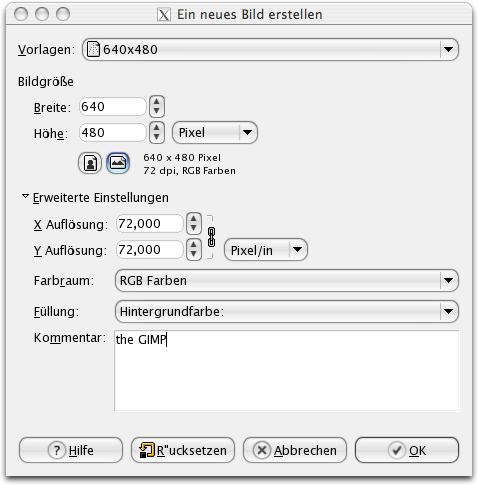 Ein neues Bild erstellen
Vorlagen: 640x480
Bildgröße
Breite: 640
Höhe: 480 Pixel
640 x 480 Pixel
72 dpi, RGB Farben
Erweiterte Einstellungen
X Auflösung: 72,000
Y Auflösung: 72,000 Pixel/in
Farbraum: RGB Farben
Füllung: Hintergrundfarbe:
Kommentar: the GIMP
Hilfe R"ucksetzen Abbrechen OK